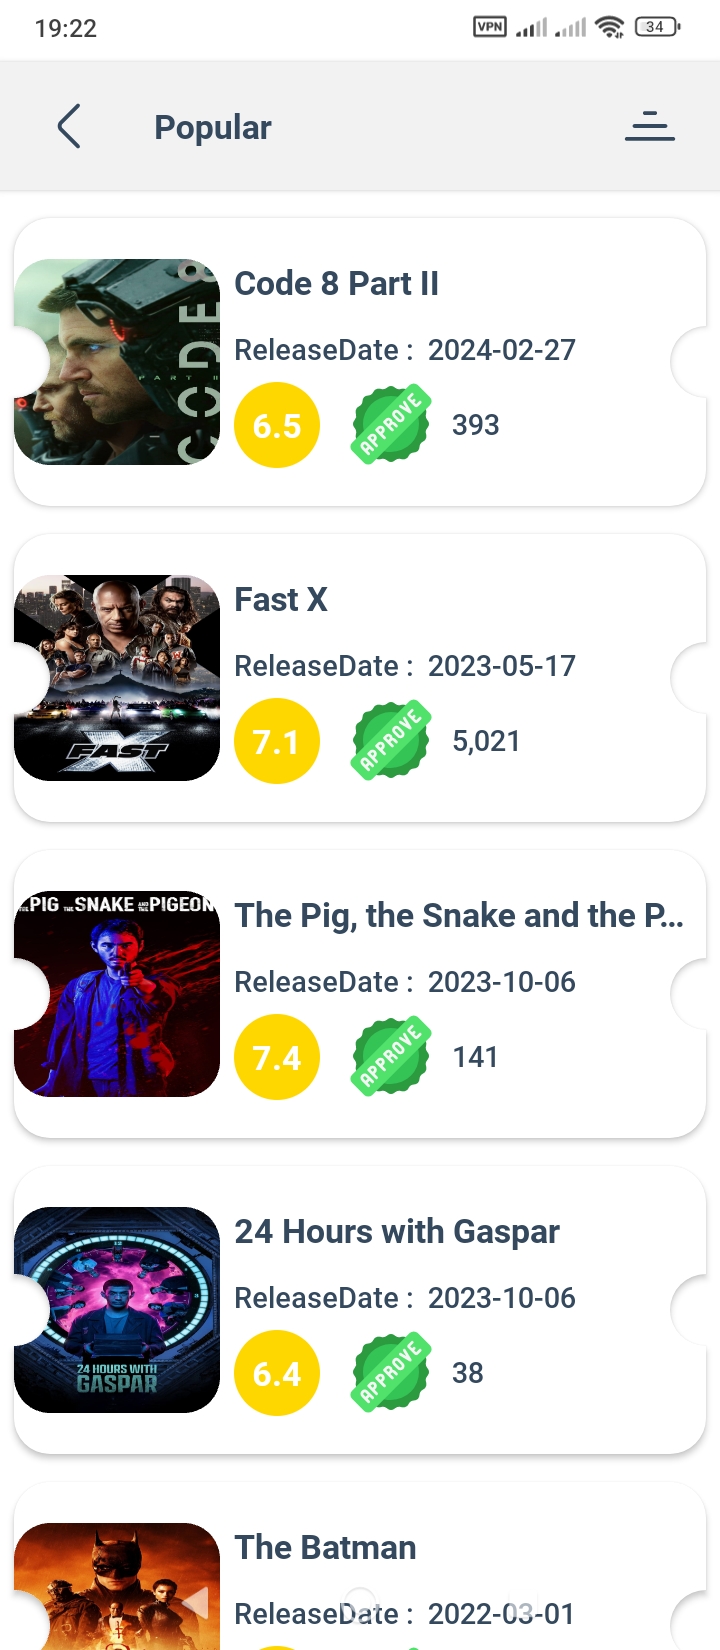 19:22
VPN
34
Popular
CODE 8
PART II
Code 8 Part II
ReleaseDate : 2024-02-27
6.5
APPROVE
393
FAST X
Fast X
ReleaseDate : 2023-05-17
7.1
APPROVE
5,021
THE PIG THE SNAKE AND THE PIGEON
The Pig, the Snake and the P...
ReleaseDate : 2023-10-06
7.4
APPROVE
141
24 HOURS WITH
GASPAR
24 Hours with Gaspar
ReleaseDate : 2023-10-06
6.4
APPROVE
38
The Batman
ReleaseDate : 2022-03-01